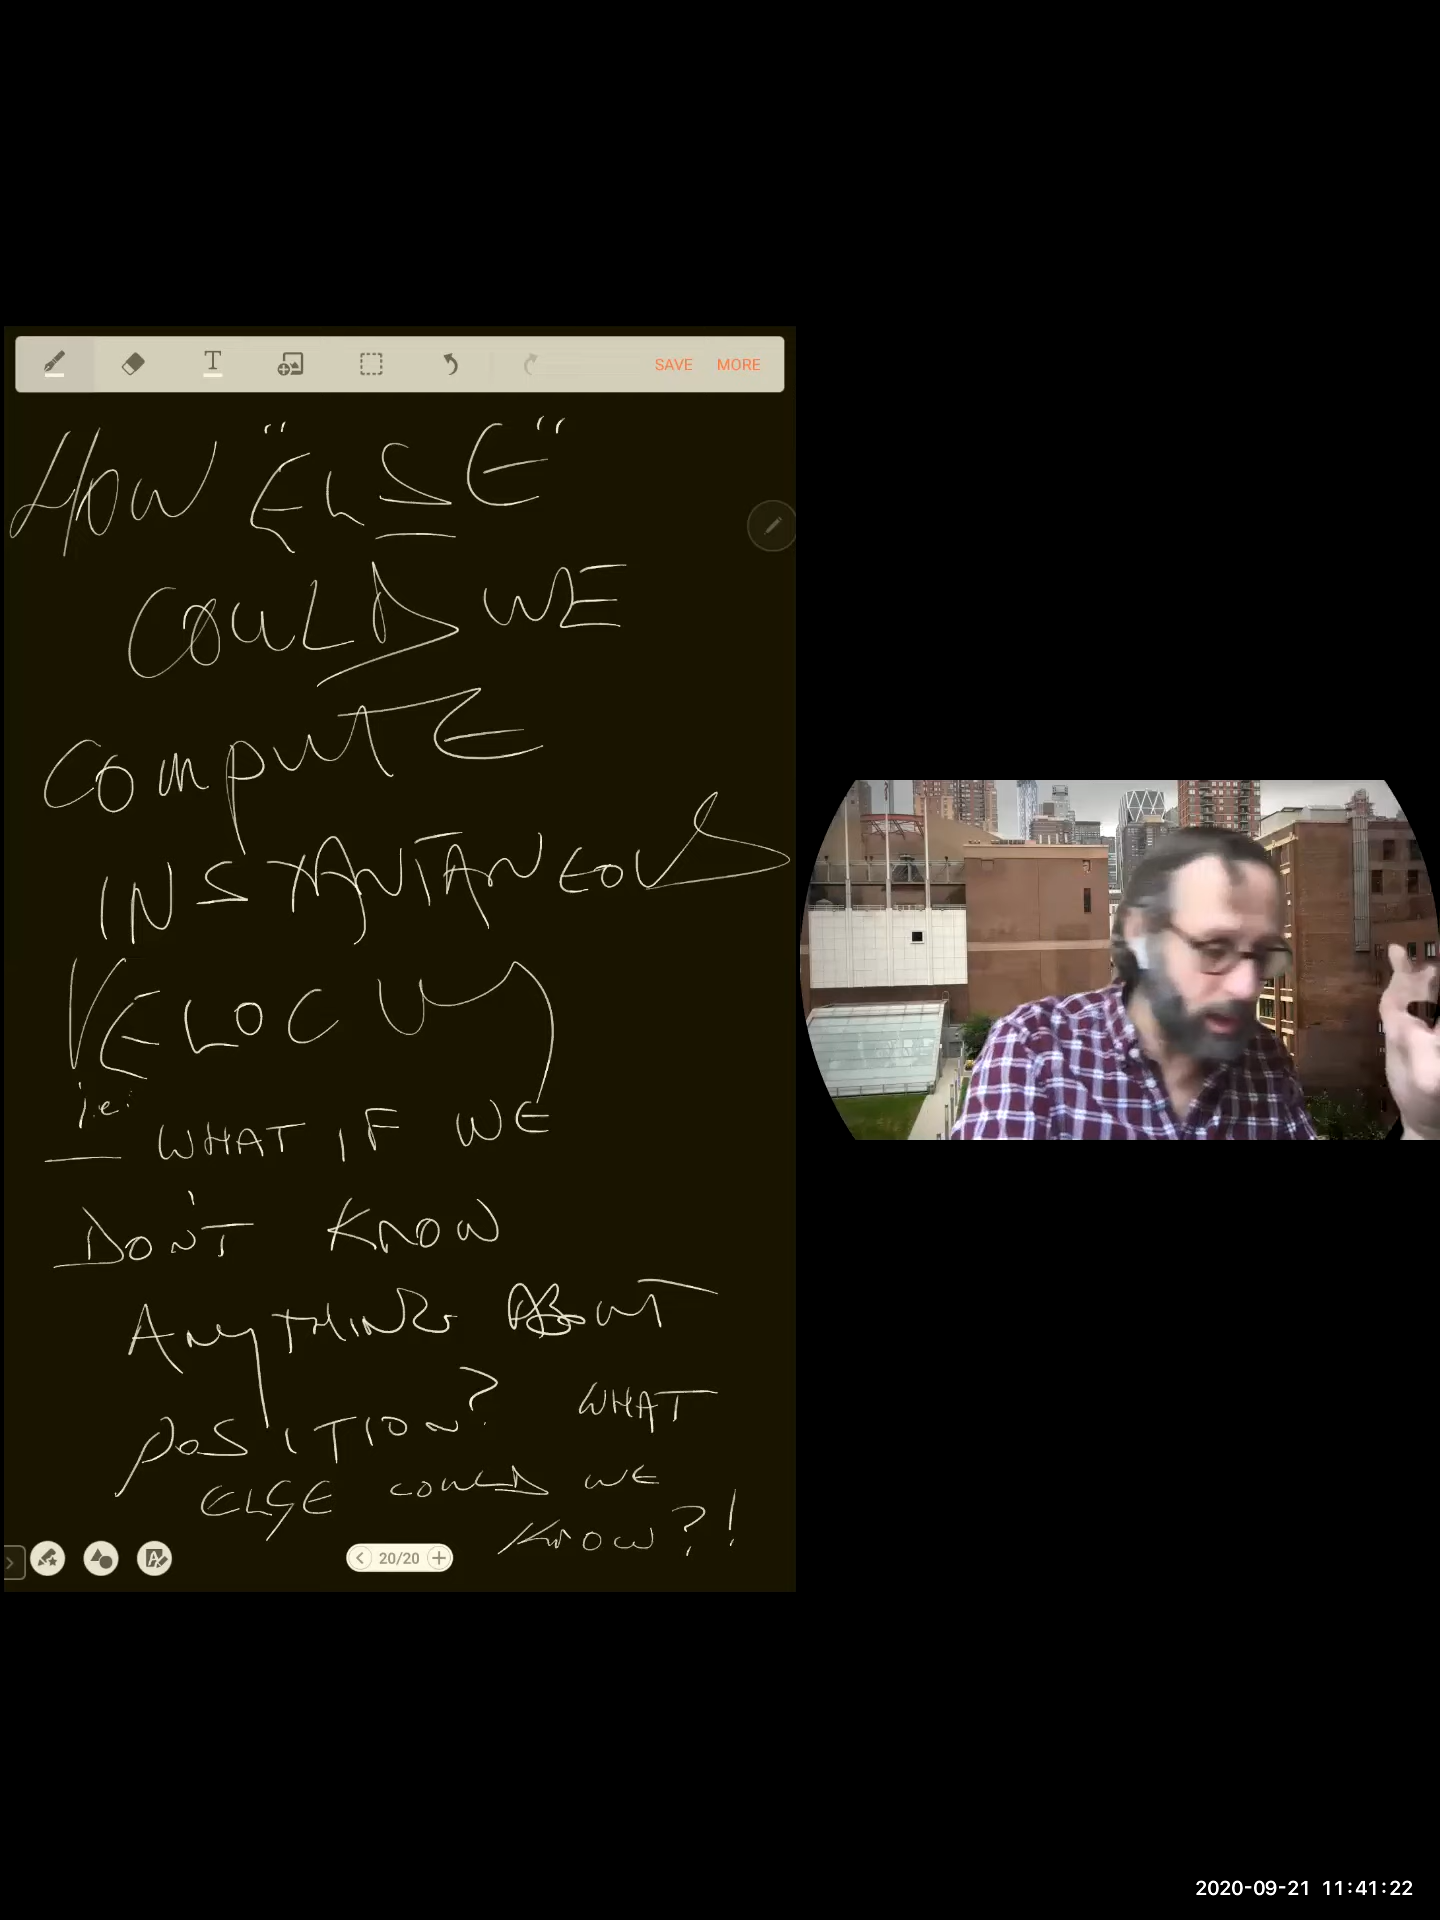 T SAVE MORE
HOW "ELSE"
COULD WE
COMPUTE
INSTANTANEOUS
VELOCITY
i.e.
WHAT IF WE
DON'T KNOW
ANYTHING ABOUT
POSITION? WHAT
ELSE COULD WE
KNOW?!
20/20
2020-09-21 11:41:22